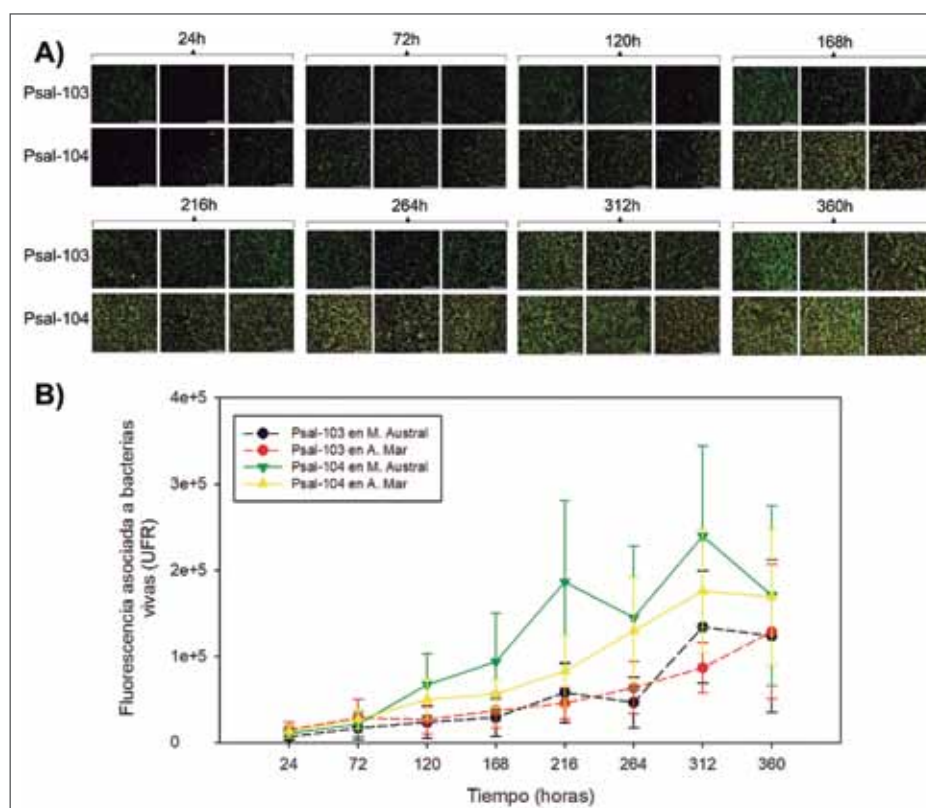 A)
24h 72h 120h 168h
Psal-103
Psal-104
216h 264h 312h 360h
Psal-103
Psal-104
B)
Fluorescencia asociada a bacterias
vivas (UFR)
4e+5
3e+5
2e+5
1e+5
0
Psal-103 en M. Austral
Psal-103 en A. Mar
Psal-104 en M. Austral
Psal-104 en A. Mar
24 72 120 168 216 264 312 360
Tiempo (horas)